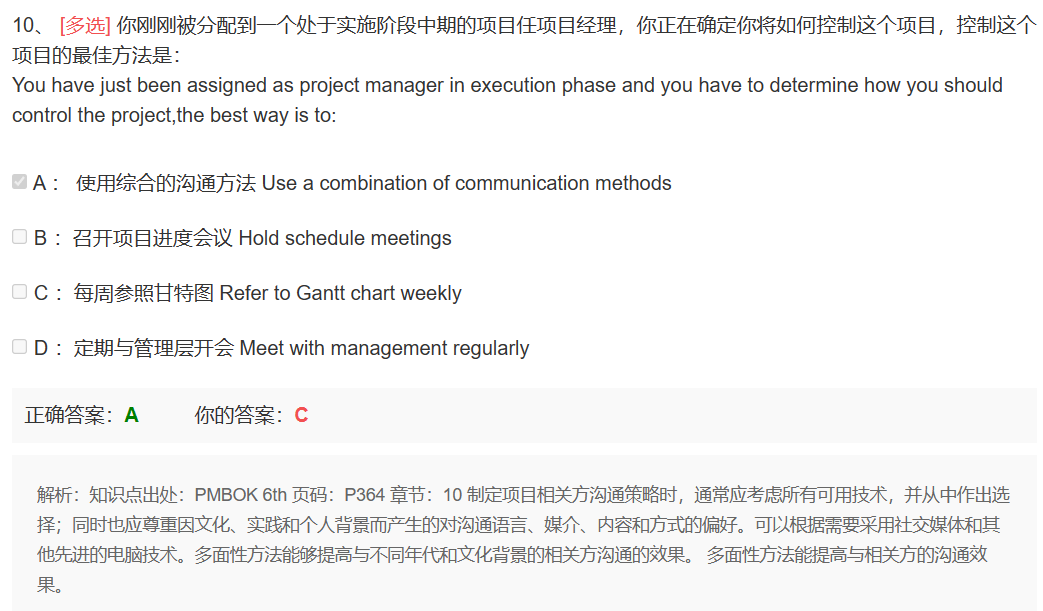 10、 [多选] 你刚刚被分配到一个处于实施阶段中期的项目任项目经理，你正在确定你将如何控制这个项目，控制这个
项目的最佳方法是：
You have just been assigned as project manager in execution phase and you have to determine how you should
control the project,the best way is to:
A： 使用综合的沟通方法 Use a combination of communication methods
B： 召开项目进度会议 Hold schedule meetings
C： 每周参照甘特图 Refer to Gantt chart weekly
D： 定期与管理层开会 Meet with management regularly
正确答案：A 你的答案：C
解析：知识点出处：PMBOK 6th 页码：P364 章节：10 制定项目相关方沟通策略时，通常应考虑所有可用技术，并从中作出选
择；同时也应尊重因文化、实践和个人背景而产生的对沟通语言、媒介、内容和方式的偏好。可以根据需要采用社交媒体和其
他先进的电脑技术。多面性方法能够提高与不同年代和文化背景的相关方沟通的效果。 多面性方法能提高与相关方的沟通效
果。